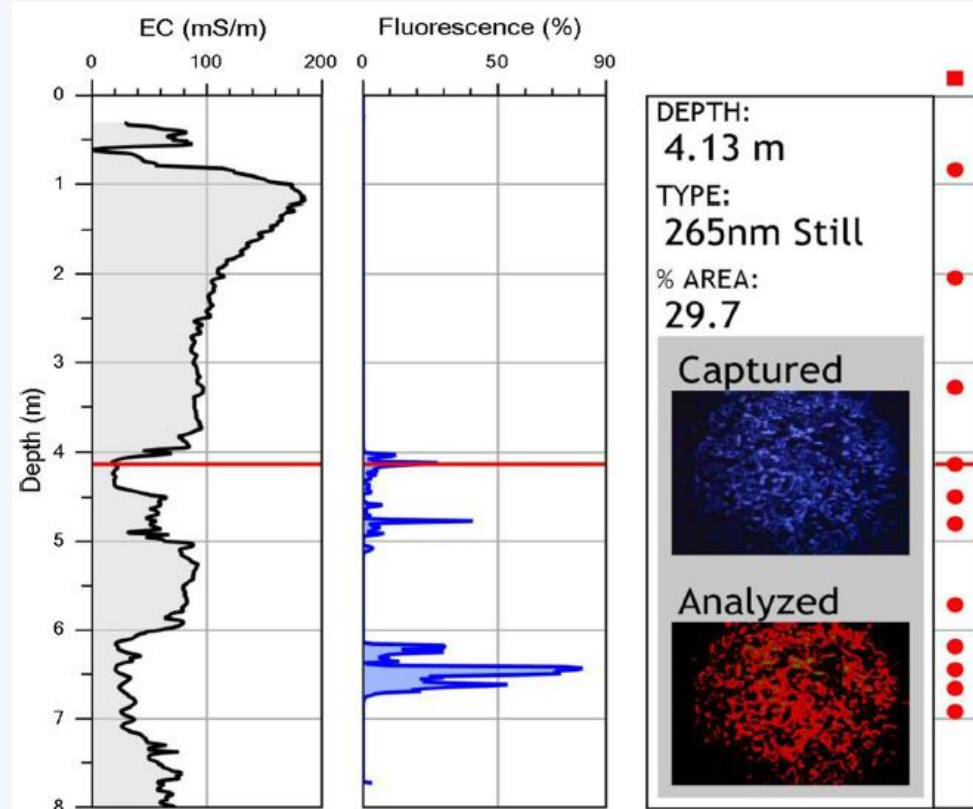 EC (mS/m)
0 100 200
Fluorescence (%)
0 50 90
Depth (m)
0
1
2
3
4
5
6
7
8
DEPTH:
4.13 m
TYPE:
265nm Still
% AREA:
29.7
Captured
Analyzed